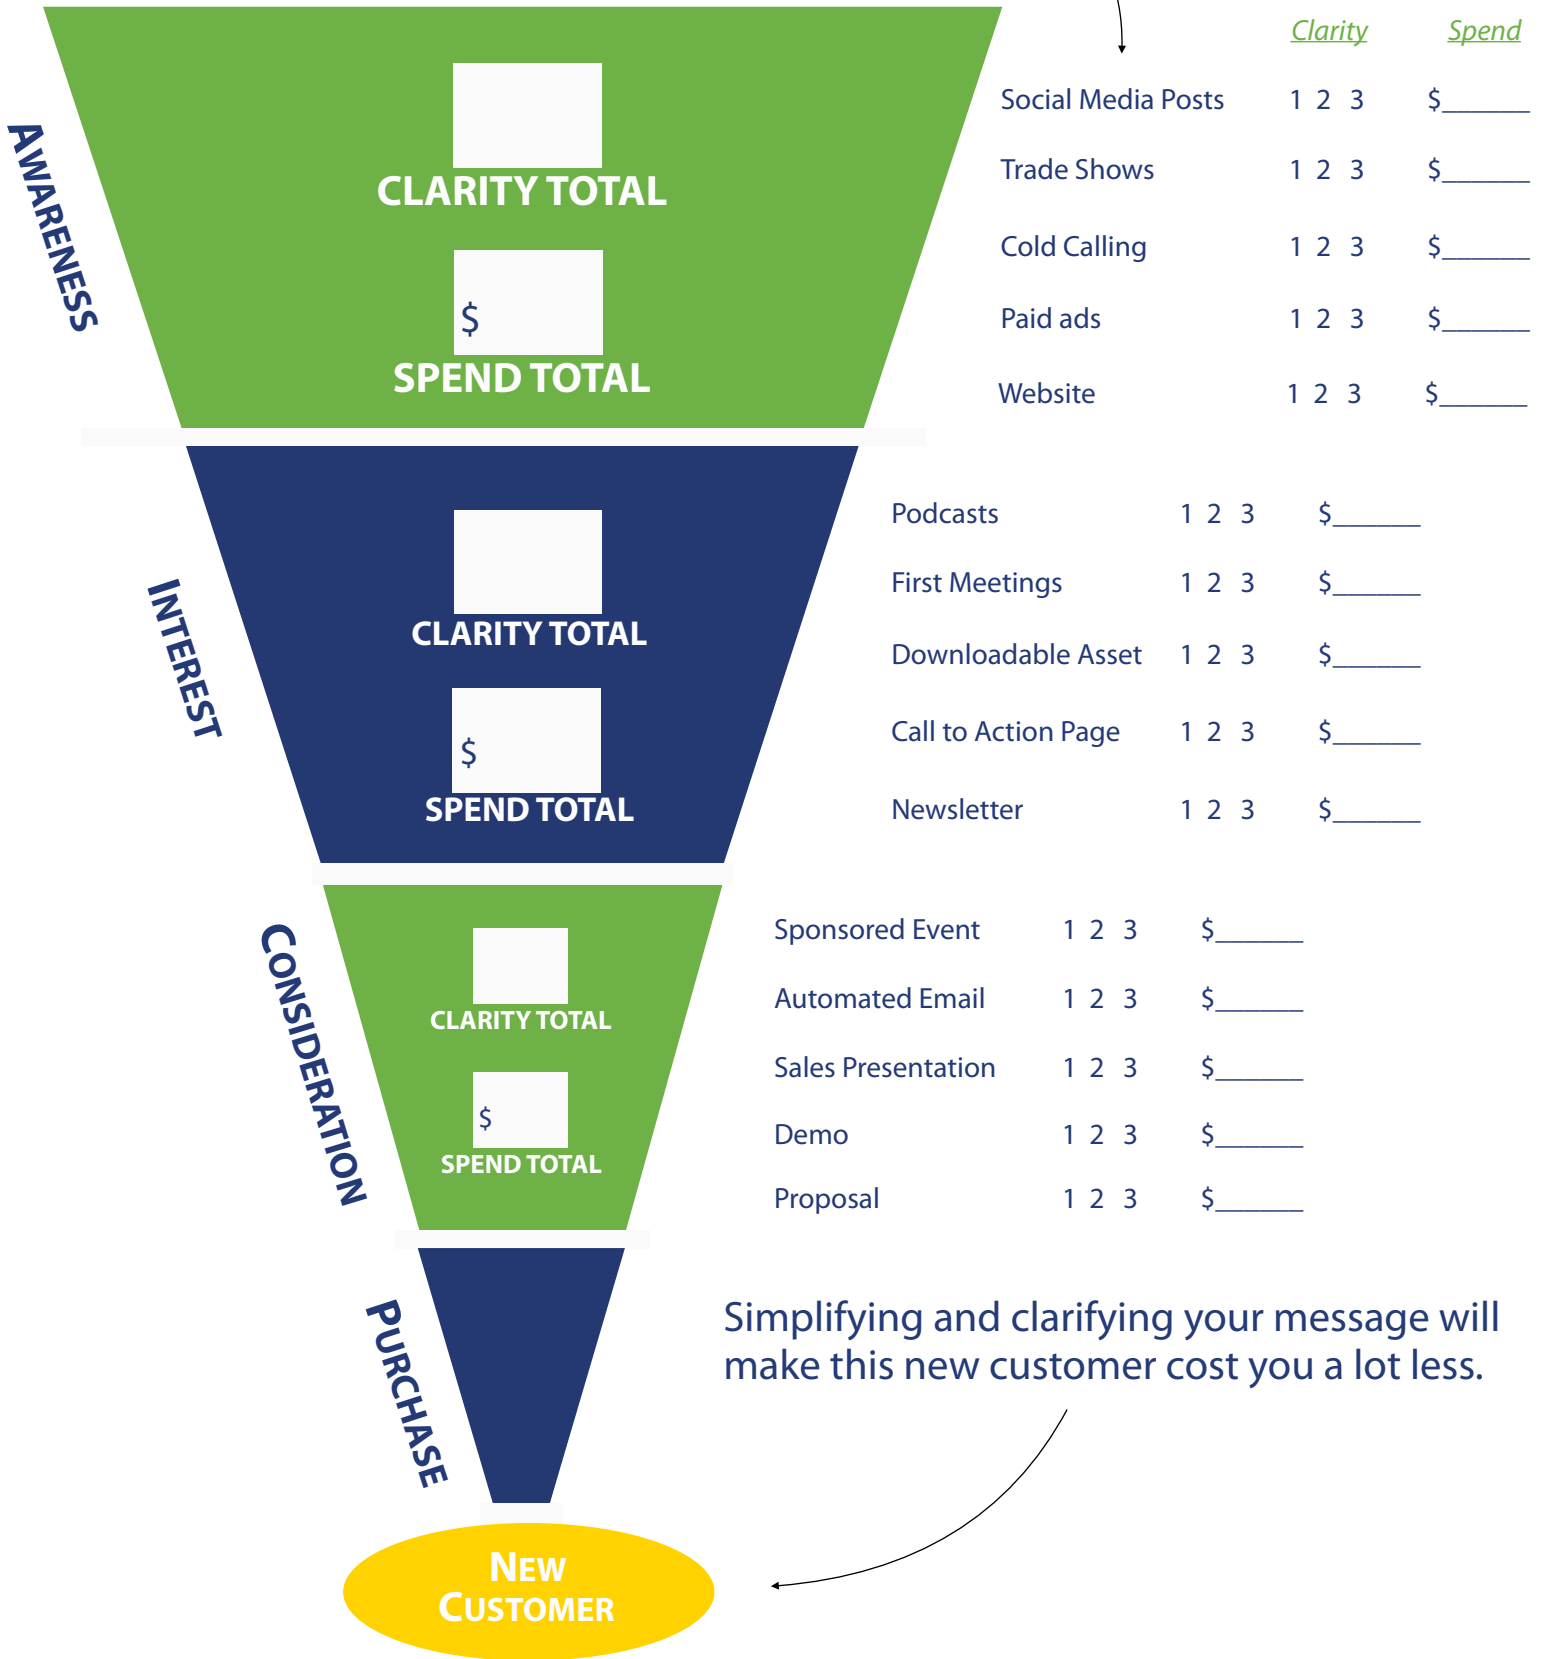 Clarity Spend
AWARENESS
CLARITY TOTAL
$
SPEND TOTAL
Social Media Posts 1 2 3 $______
Trade Shows 1 2 3 $______
Cold Calling 1 2 3 $______
Paid ads 1 2 3 $______
Website 1 2 3 $______
INTEREST
CLARITY TOTAL
$
SPEND TOTAL
Podcasts 1 2 3 $______
First Meetings 1 2 3 $______
Downloadable Asset 1 2 3 $______
Call to Action Page 1 2 3 $______
Newsletter 1 2 3 $______
CONSIDERATION
CLARITY TOTAL
$
SPEND TOTAL
Sponsored Event 1 2 3 $______
Automated Email 1 2 3 $______
Sales Presentation 1 2 3 $______
Demo 1 2 3 $______
Proposal 1 2 3 $______
PURCHASE
Simplifying and clarifying your message will
make this new customer cost you a lot less.
NEW
CUSTOMER